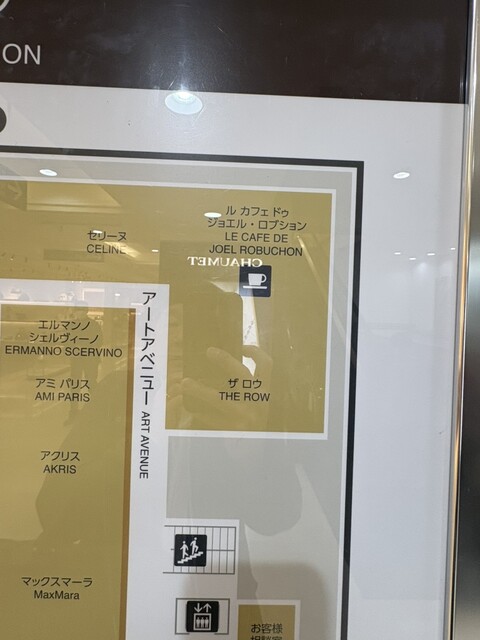 ON
ル カフェ ドゥ
ジョエル・ロブション
LE CAFE DE
JOEL ROBUCHON
セリーヌ
CELINE
CHAUMET
アートアベニュー ART AVENUE
エルマンノ
シェルヴィーノ
ERMANNO SCERVINO
アミ パリス
AMI PARIS
ザ ロウ
THE ROW
アクリス
AKRIS
マックスマーラ
MaxMara
お客様
相談室